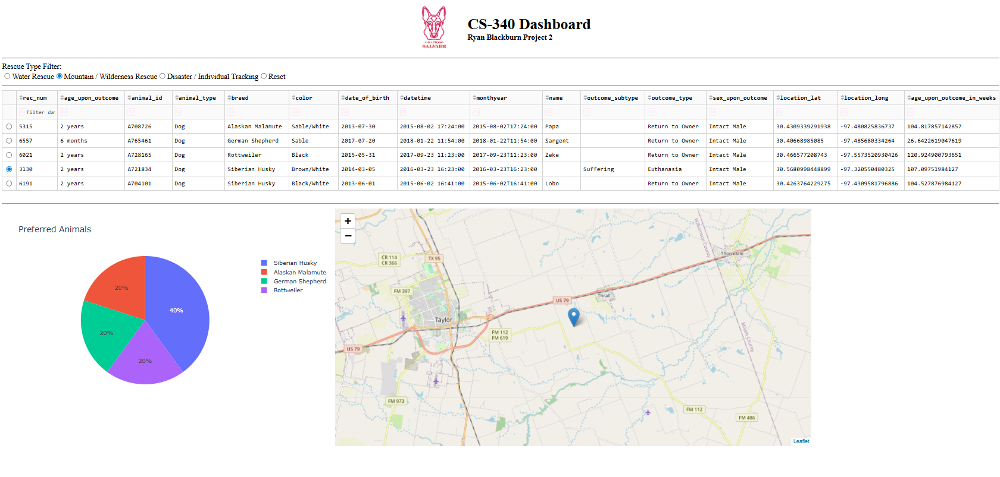 GRAZIOSO
SALVARE
CS-340 Dashboard
Ryan Blackburn Project 2
Rescue Type Filter:
Water Rescue Mountain / Wilderness Rescue Disaster / Individual Tracking Reset
rec_num age_upon_outcome animal_id animal_type breed color date_of_birth datetime monthyear name outcome_subtype outcome_type sex_upon_outcome location_lat location_long age_upon_outcome_in_weeks
filter da
5315 2 years A708726 Dog Alaskan Malamute Sable/White 2013-07-30 2015-08-02 17:24:00 2015-08-02T17:24:00 Papa Return to Owner Intact Male 30.4309339291938 -97.480825836737 104.817857142857
6557 6 months A765461 Dog German Shepherd Sable 2017-07-20 2018-01-22 11:54:00 2018-01-22T11:54:00 Sargent Return to Owner Intact Male 30.40668985085 -97.485680334264 26.6422619047619
6021 2 years A728165 Dog Rottweiler Black 2015-05-31 2017-09-23 11:23:00 2017-09-23T11:23:00 Zeke Return to Owner Intact Male 30.466577208743 -97.5573520930426 120.924900793651
3130 2 years A721834 Dog Siberian Husky Brown/White 2014-03-05 2016-03-23 16:23:00 2016-03-23T16:23:00 Suffering Euthanasia Intact Male 30.5680998448899 -97.320550480325 107.09751984127
6191 2 years A704101 Dog Siberian Husky Black/White 2013-06-01 2015-06-02 16:41:00 2015-06-02T16:41:00 Lobo Return to Owner Intact Male 30.4263764229275 -97.4309581796886 104.527876984127
Preferred Animals
40%
20%
20%
20%
Siberian Husky
Alaskan Malamute
German Shepherd
Rottweiler
+
−
CR 114
CR 366
TX 95
Williamson County
Thorndale
FM 397
Thrall
US 79
Taylor
FM 112
FM 619
US 79
Milam County
FM 973
FM 112
FM 486
Leaflet